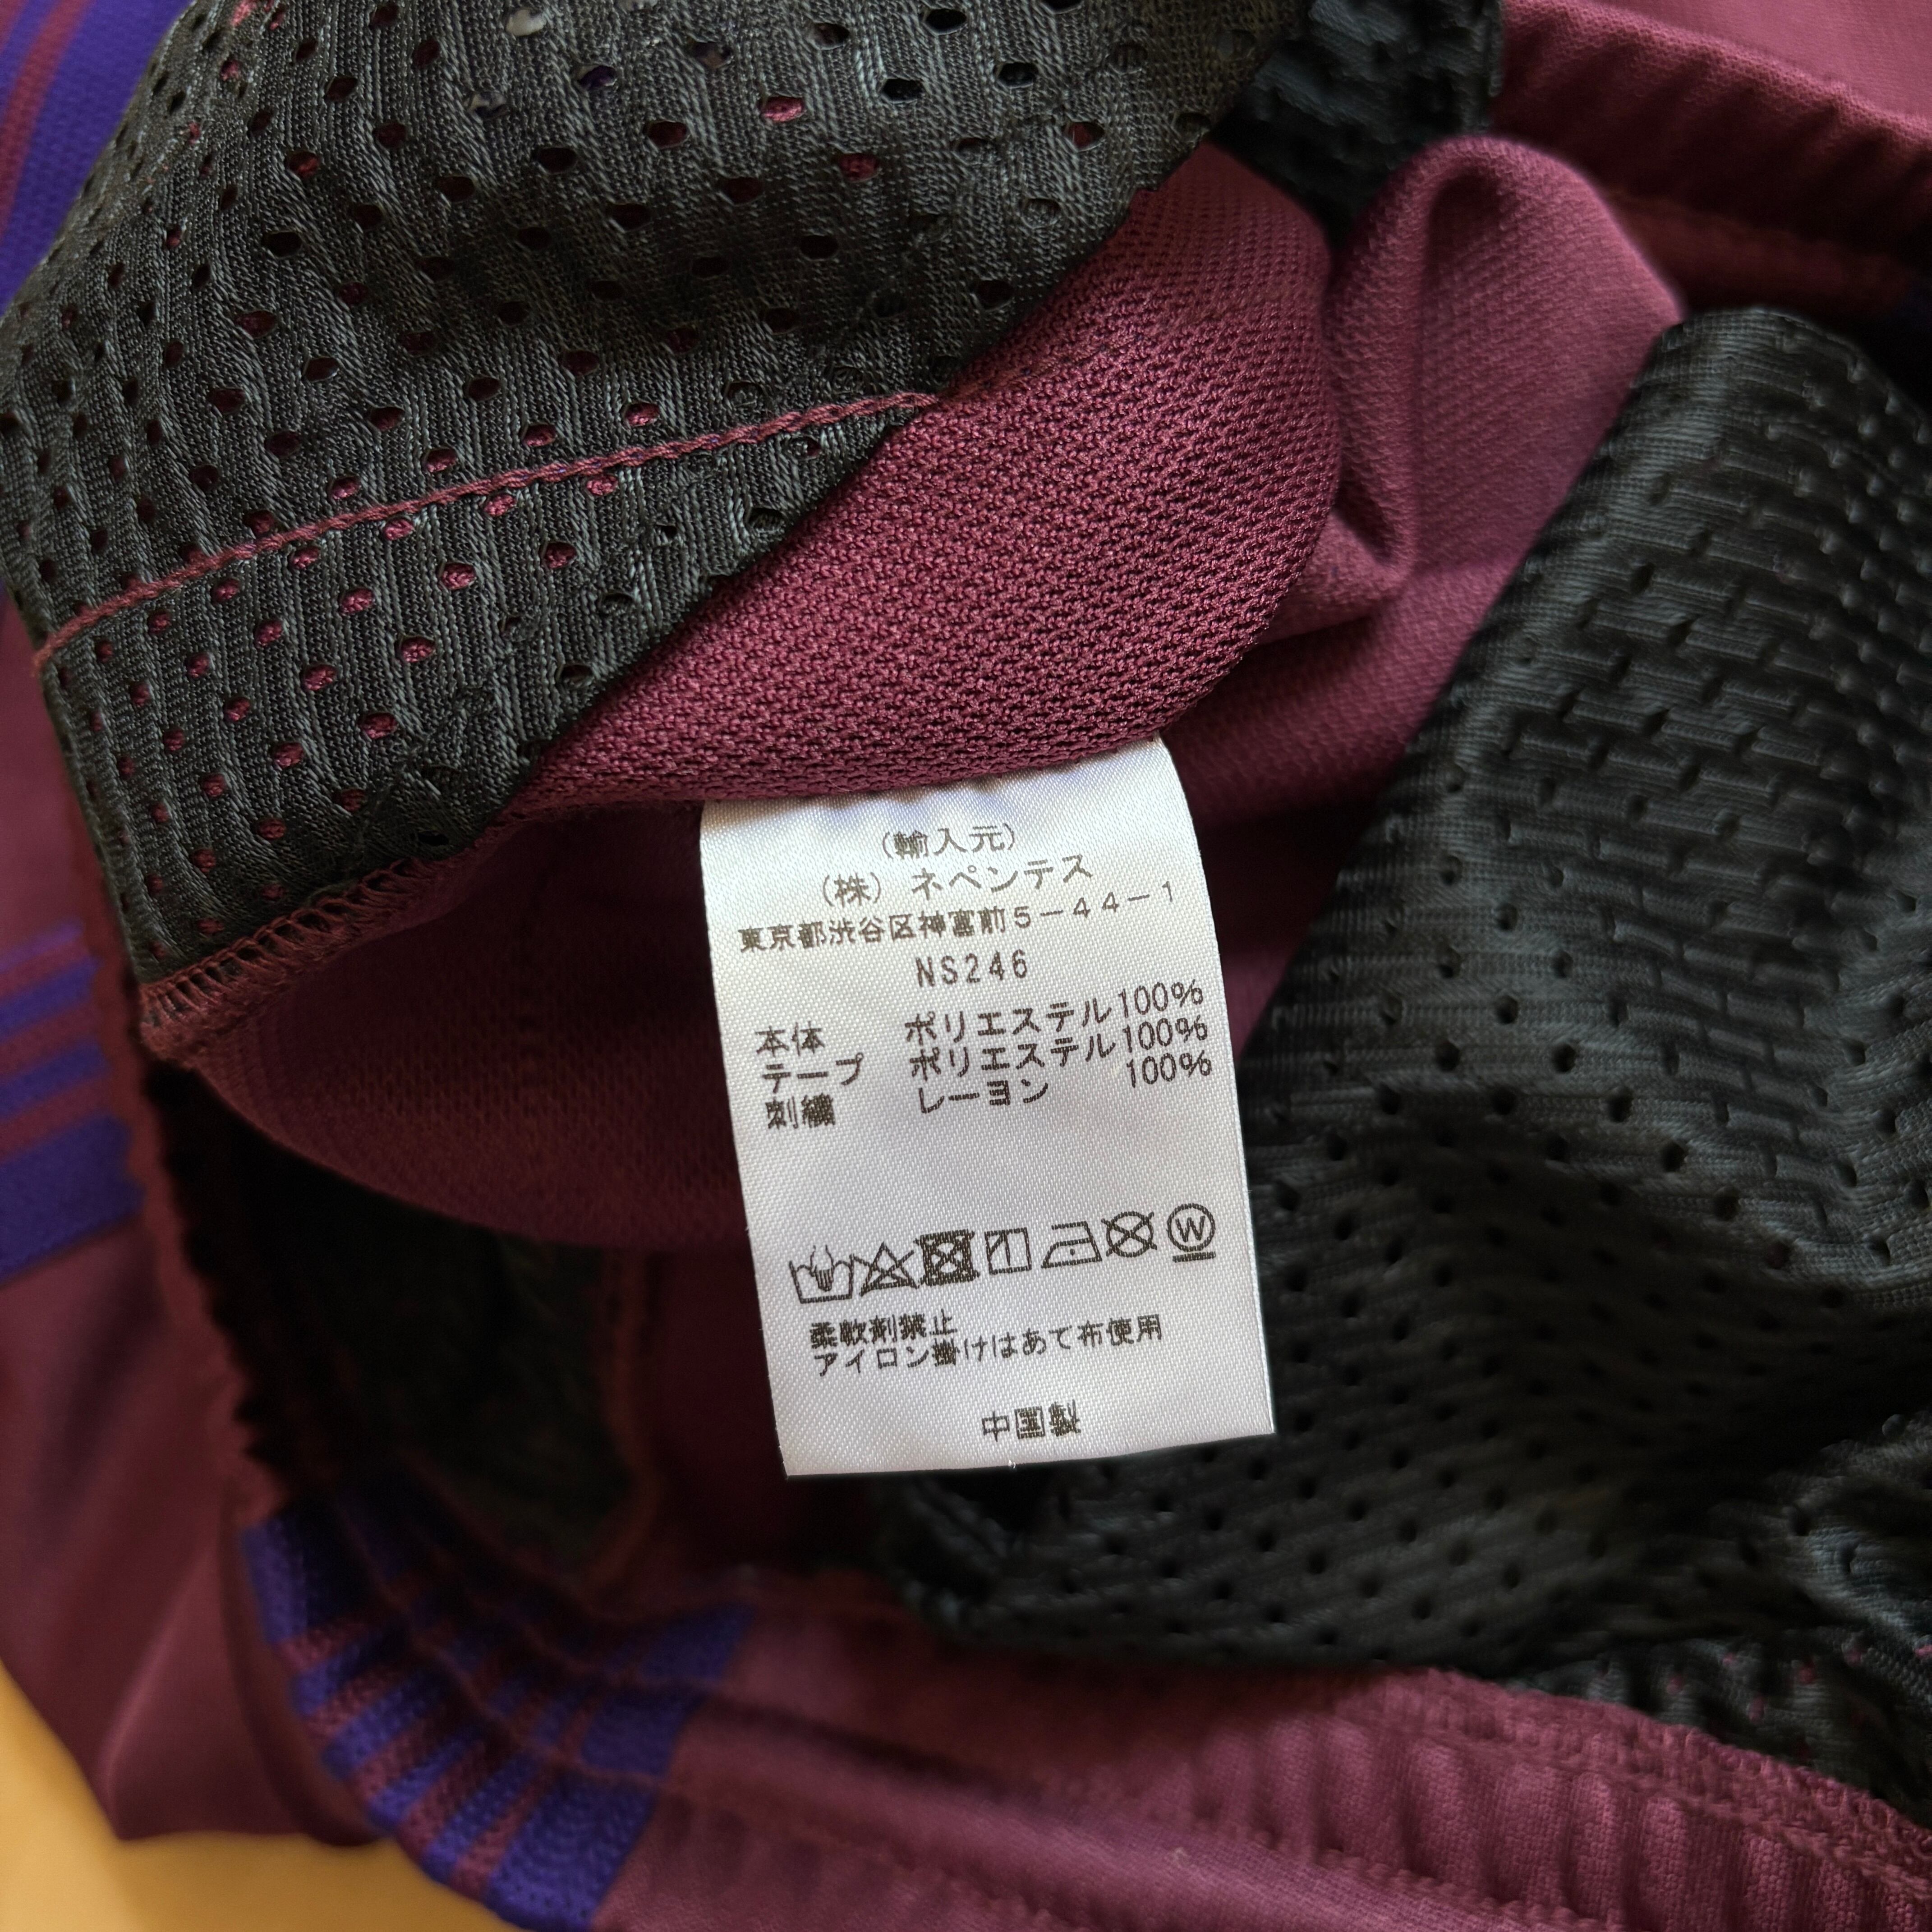 (輸入元)
(株) ネペンテス
東京都渋谷区神宮前5-44-1
NS246
本体 ポリエステル100%
テープ ポリエステル100%
刺繍 レーヨン 100%
W
柔軟剤禁止
アイロン掛けはあて布使用
中国製